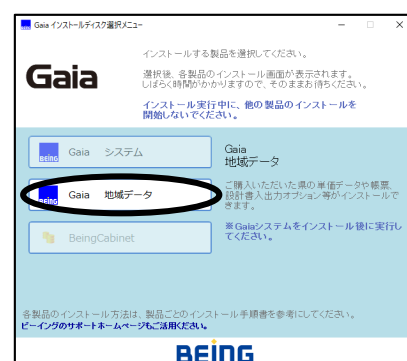 Gaia インストールディスク選択メニュー
インストールする製品を選択してください。
Gaia
選択後、各製品のインストール画面が表示されます。
しばらく時間がかかりますので、そのままお待ちください。
インストール実行中に、他の製品のインストールを
開始しないでください。
BEING Gaia システム
Gaia
地域データ
BEING Gaia 地域データ
ご購入いただいた県の単価データや帳票、
設計書入出力オプション等がインストールで
きます。
※Gaiaシステムをインストール後に実行し
てください。
BeingCabinet
各製品のインストール方法は、製品ごとのインストール手順書を参考にしてください。
ビーイングのサポートホームページもご活用ください。
BEING